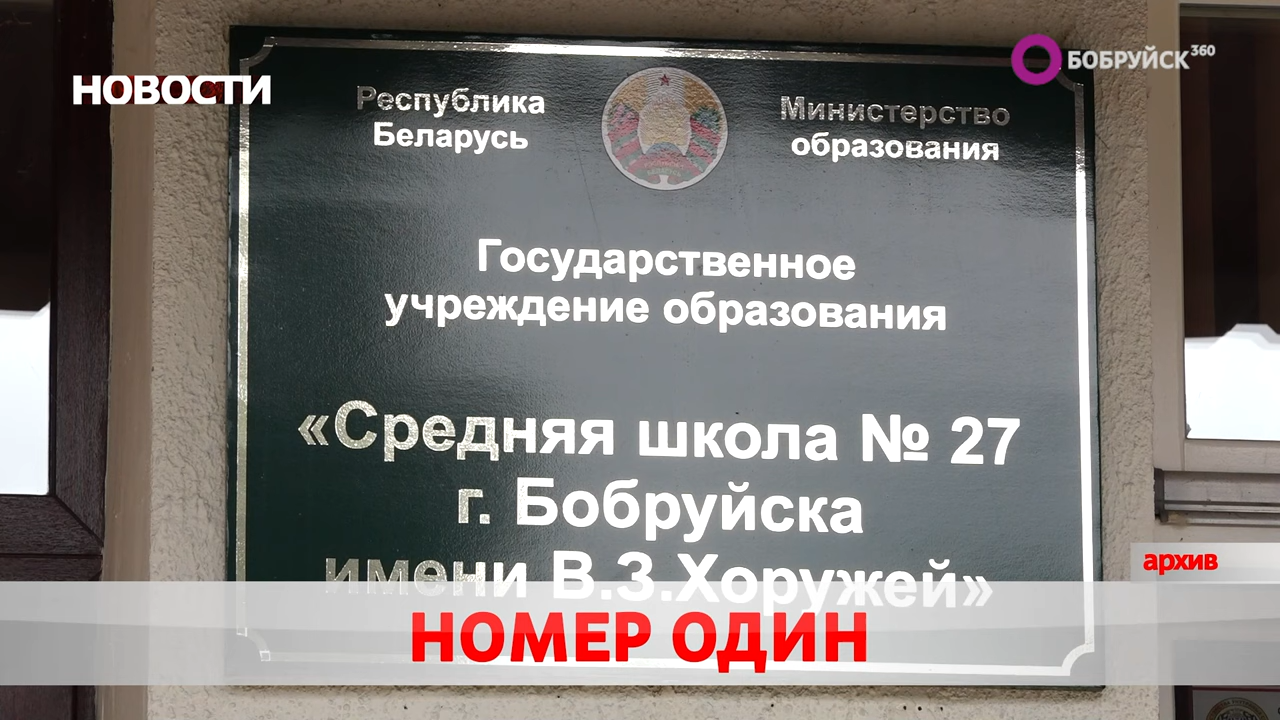 НОВОСТИ
БОБРУЙСК360
Республика
Беларусь
Министерство
образования
Государственное
учреждение образования
«Средняя школа № 27
г. Бобруйска
имени В.З.Хоружей»
архив
НОМЕР ОДИН